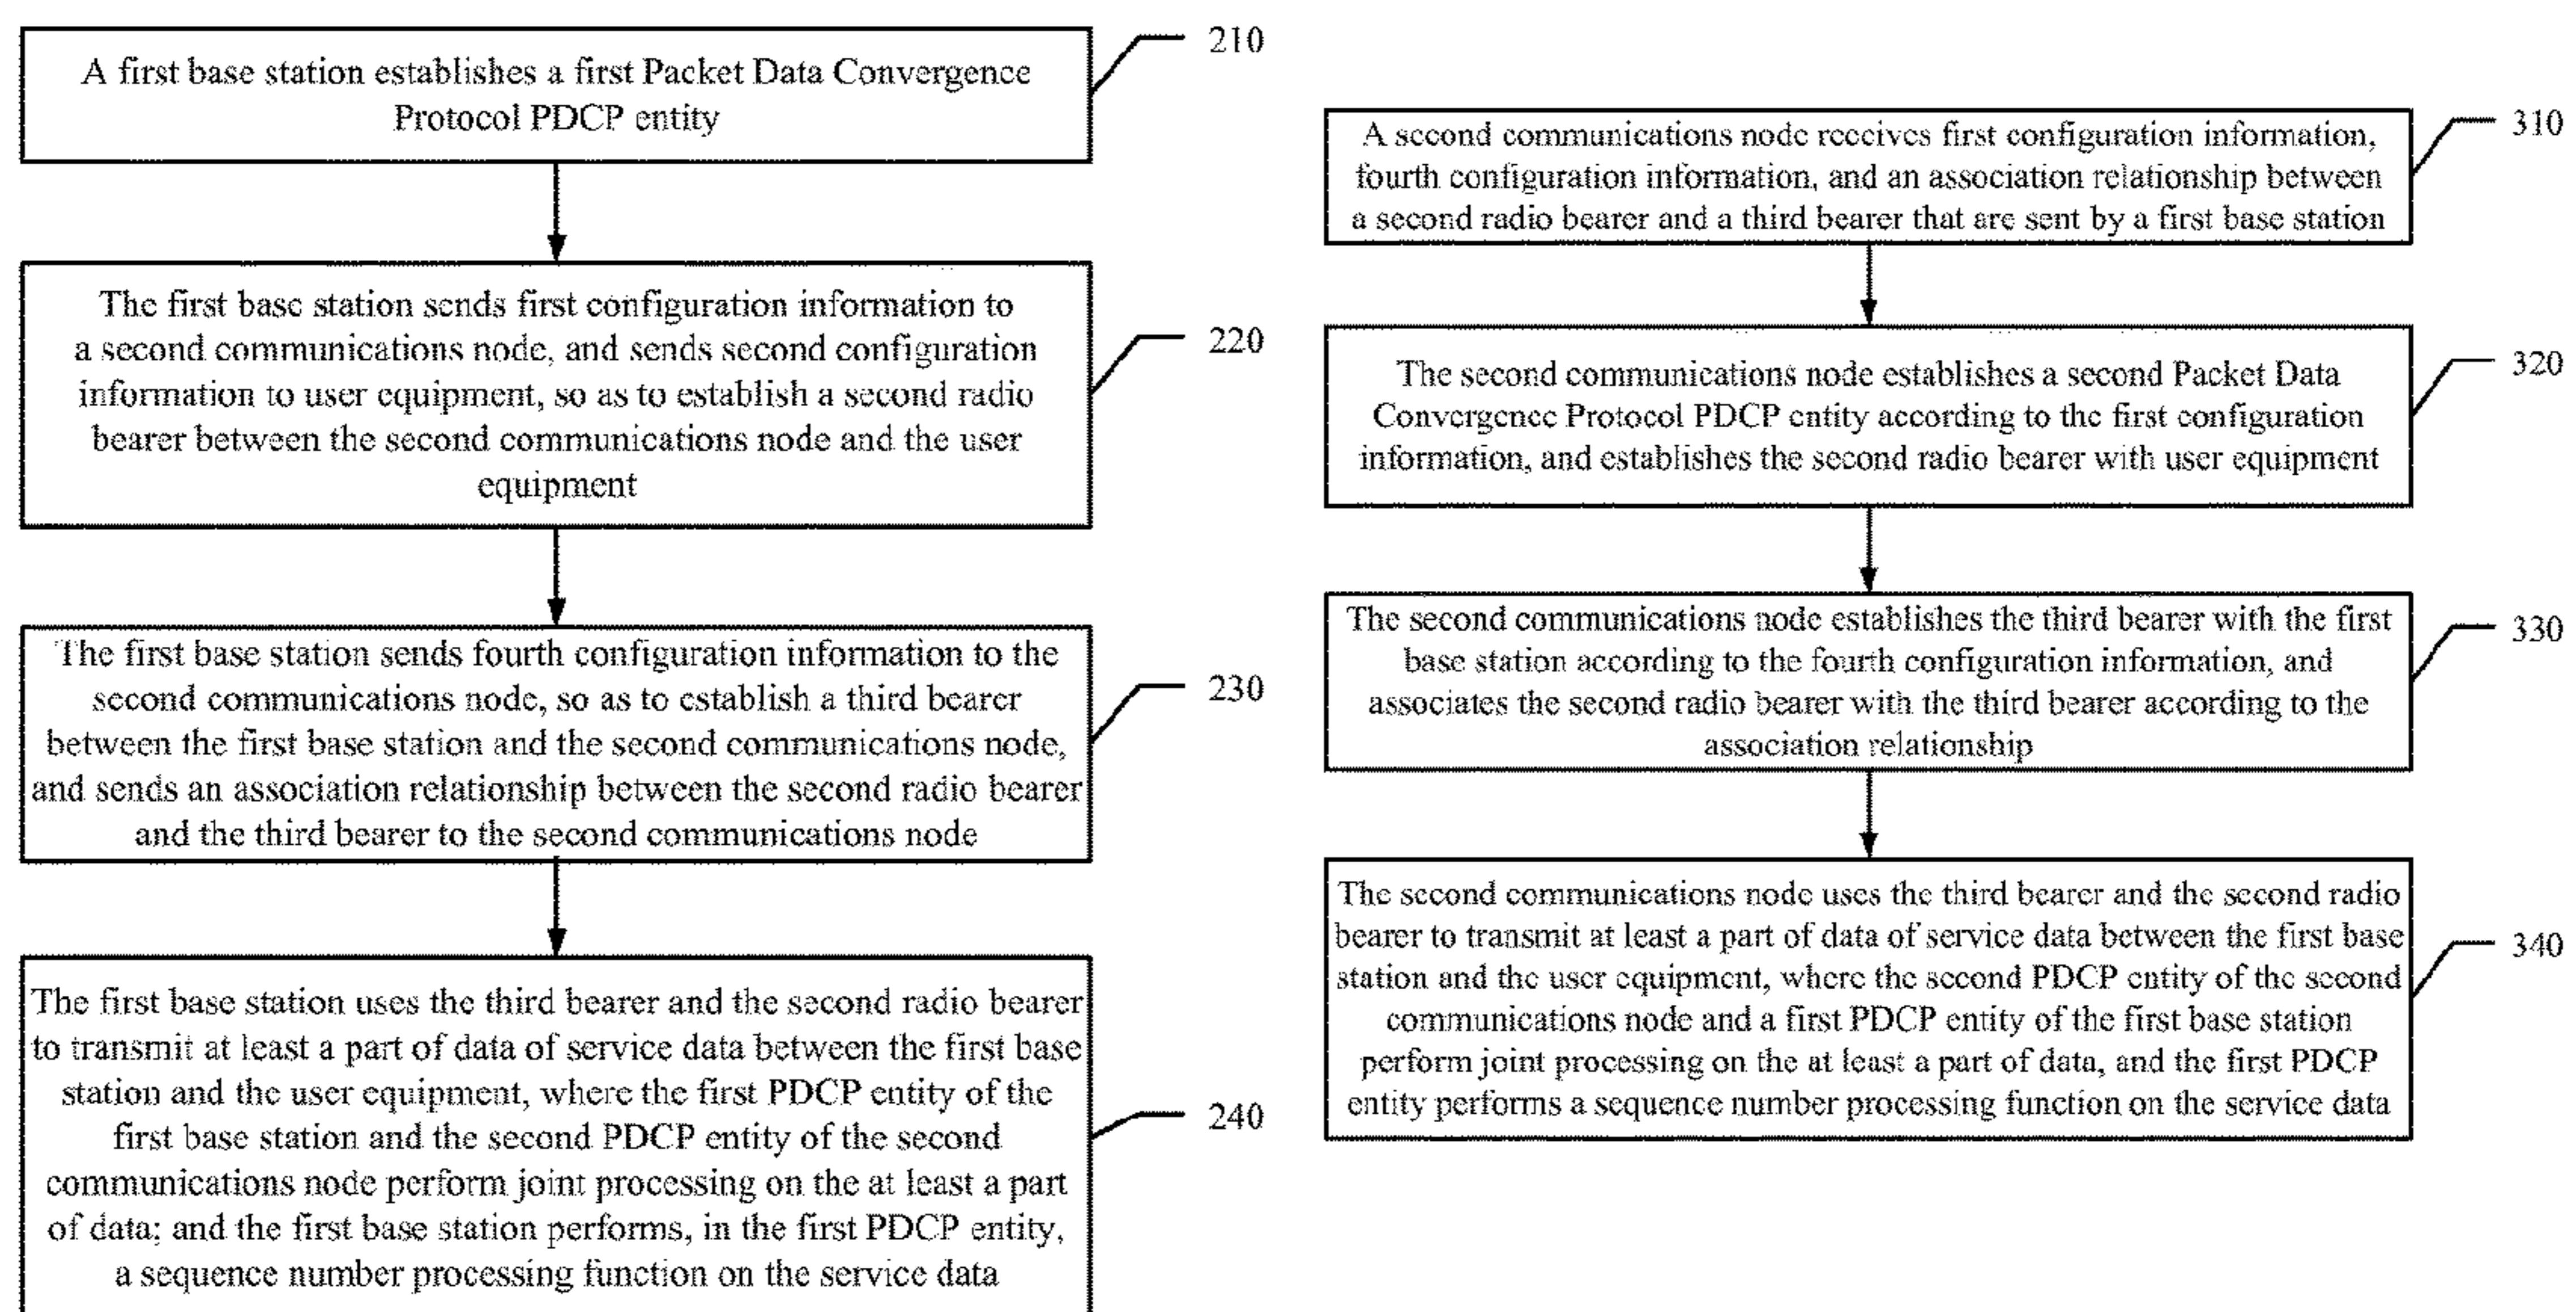 A first base station establishes a first Packet Data Convergence
Protocol PDCP entity
210
The first base station sends first configuration information to
a second communications node, and sends second configuration
information to user equipment, so as to establish a second radio
bearer between the second communications node and the user
equipment
220
The first base station sends fourth configuration information to the
second communications node, so as to establish a third bearer
between the first base station and the second communications node,
and sends an association relationship between the second radio bearer
and the third bearer to the second communications node
230
The first base station uses the third bearer and the second radio bearer
to transmit at least a part of data of service data between the first base
station and the user equipment, where the first PDCP entity of the
first base station and the second PDCP entity of the second
communications node perform joint processing on the at least a part
of data; and the first base station performs, in the first PDCP entity,
a sequence number processing function on the service data
240
A second communications node receives first configuration information,
fourth configuration information, and an association relationship between
a second radio bearer and a third bearer that are sent by a first base station
310
The second communications node establishes a second Packet Data
Convergence Protocol PDCP entity according to the first configuration
information, and establishes the second radio bearer with user equipment
320
The second communications node establishes the third bearer with the first
base station according to the fourth configuration information, and
associates the second radio bearer with the third bearer according to the
association relationship
330
The second communications node uses the third bearer and the second radio
bearer to transmit at least a part of data of service data between the first base
station and the user equipment, where the second PDCP entity of the second
communications node and a first PDCP entity of the first base station
perform joint processing on the at least a part of data, and the first PDCP
entity performs a sequence number processing function on the service data
340